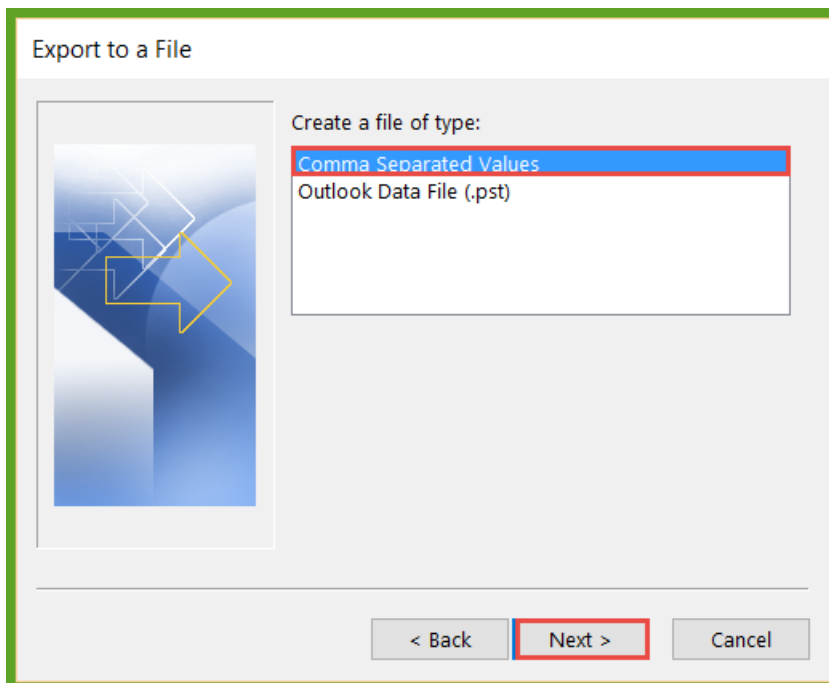 Export to a File
Create a file of type:
Comma Separated Values
Outlook Data File (.pst)
< Back Next > Cancel